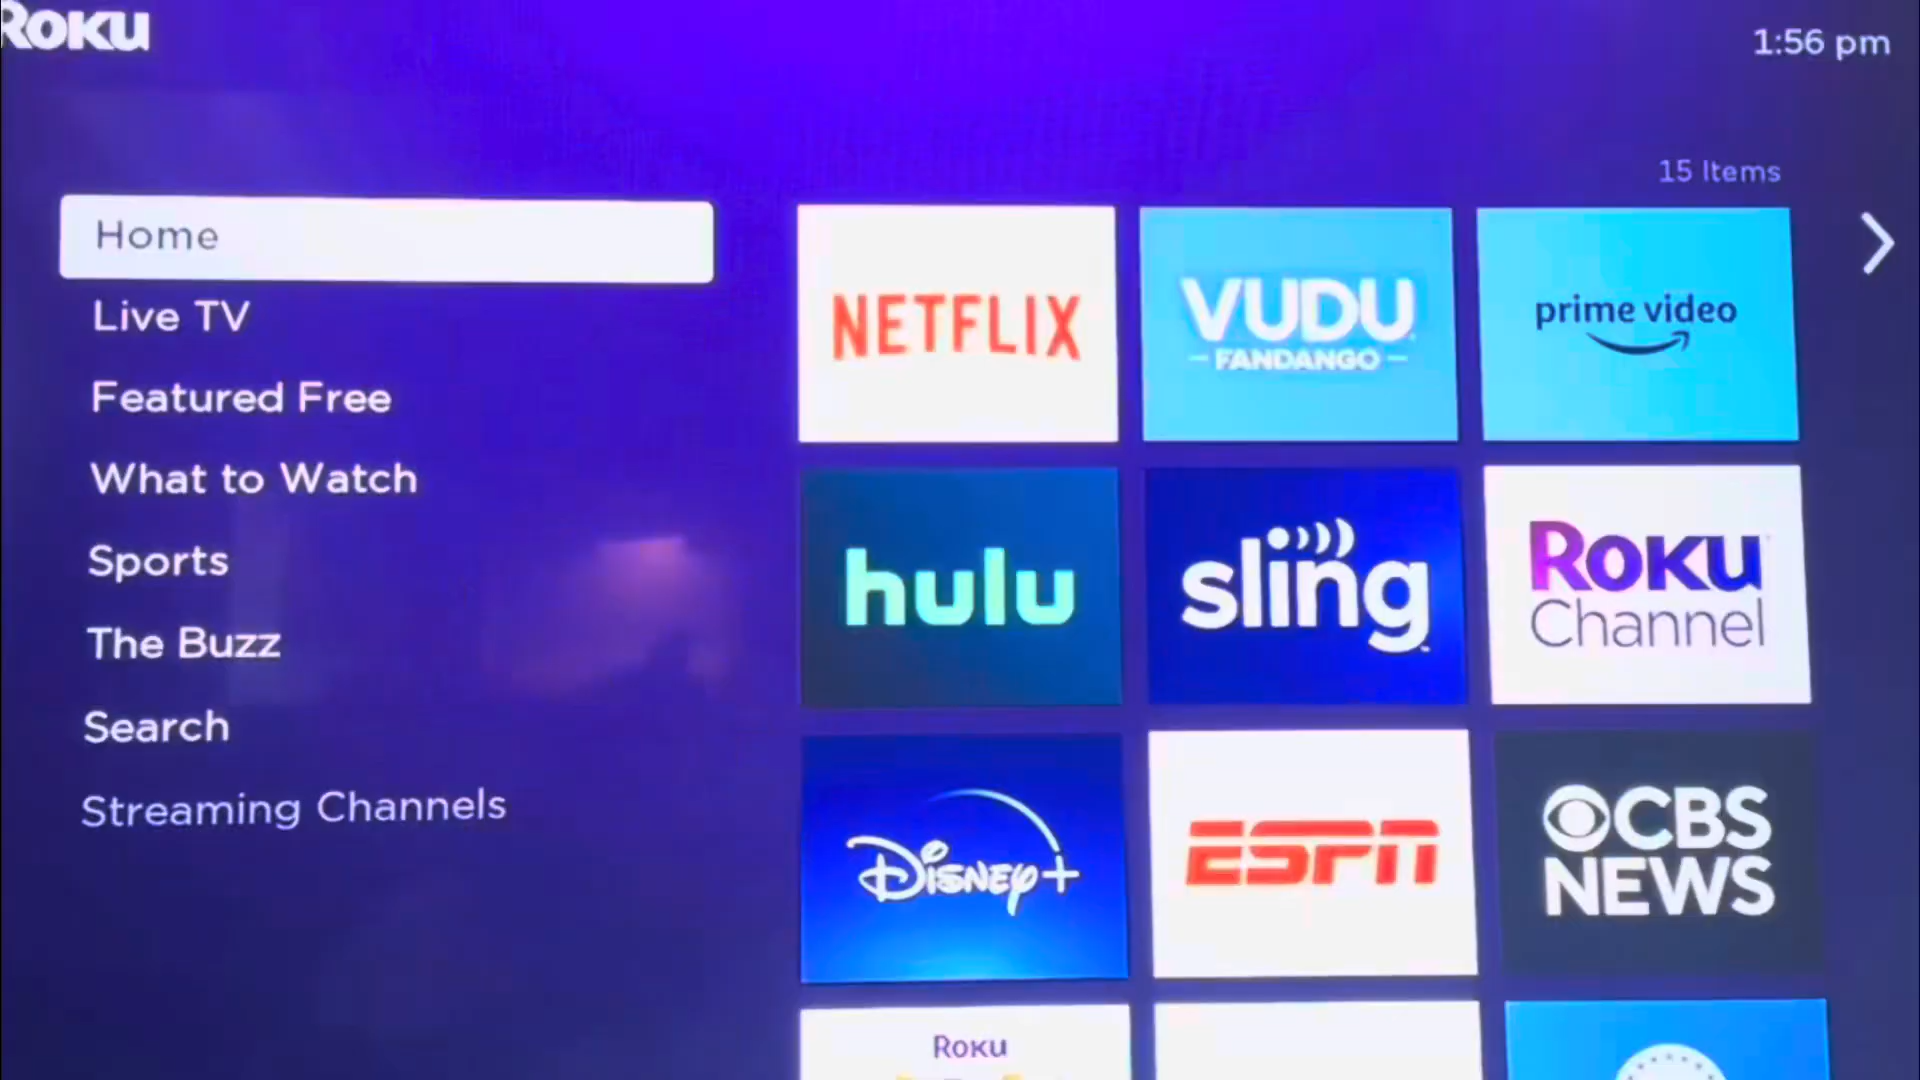 ROKU
1:56 pm
15 Items
Home
Live TV
Featured Free
What to Watch
Sports
The Buzz
Search
Streaming Channels
NETFLIX
VUDU
FANDANGO
prime video
hulu
sling
ROKU
Channel
DISNEY+
ESPN
CBS
NEWS
ROKU